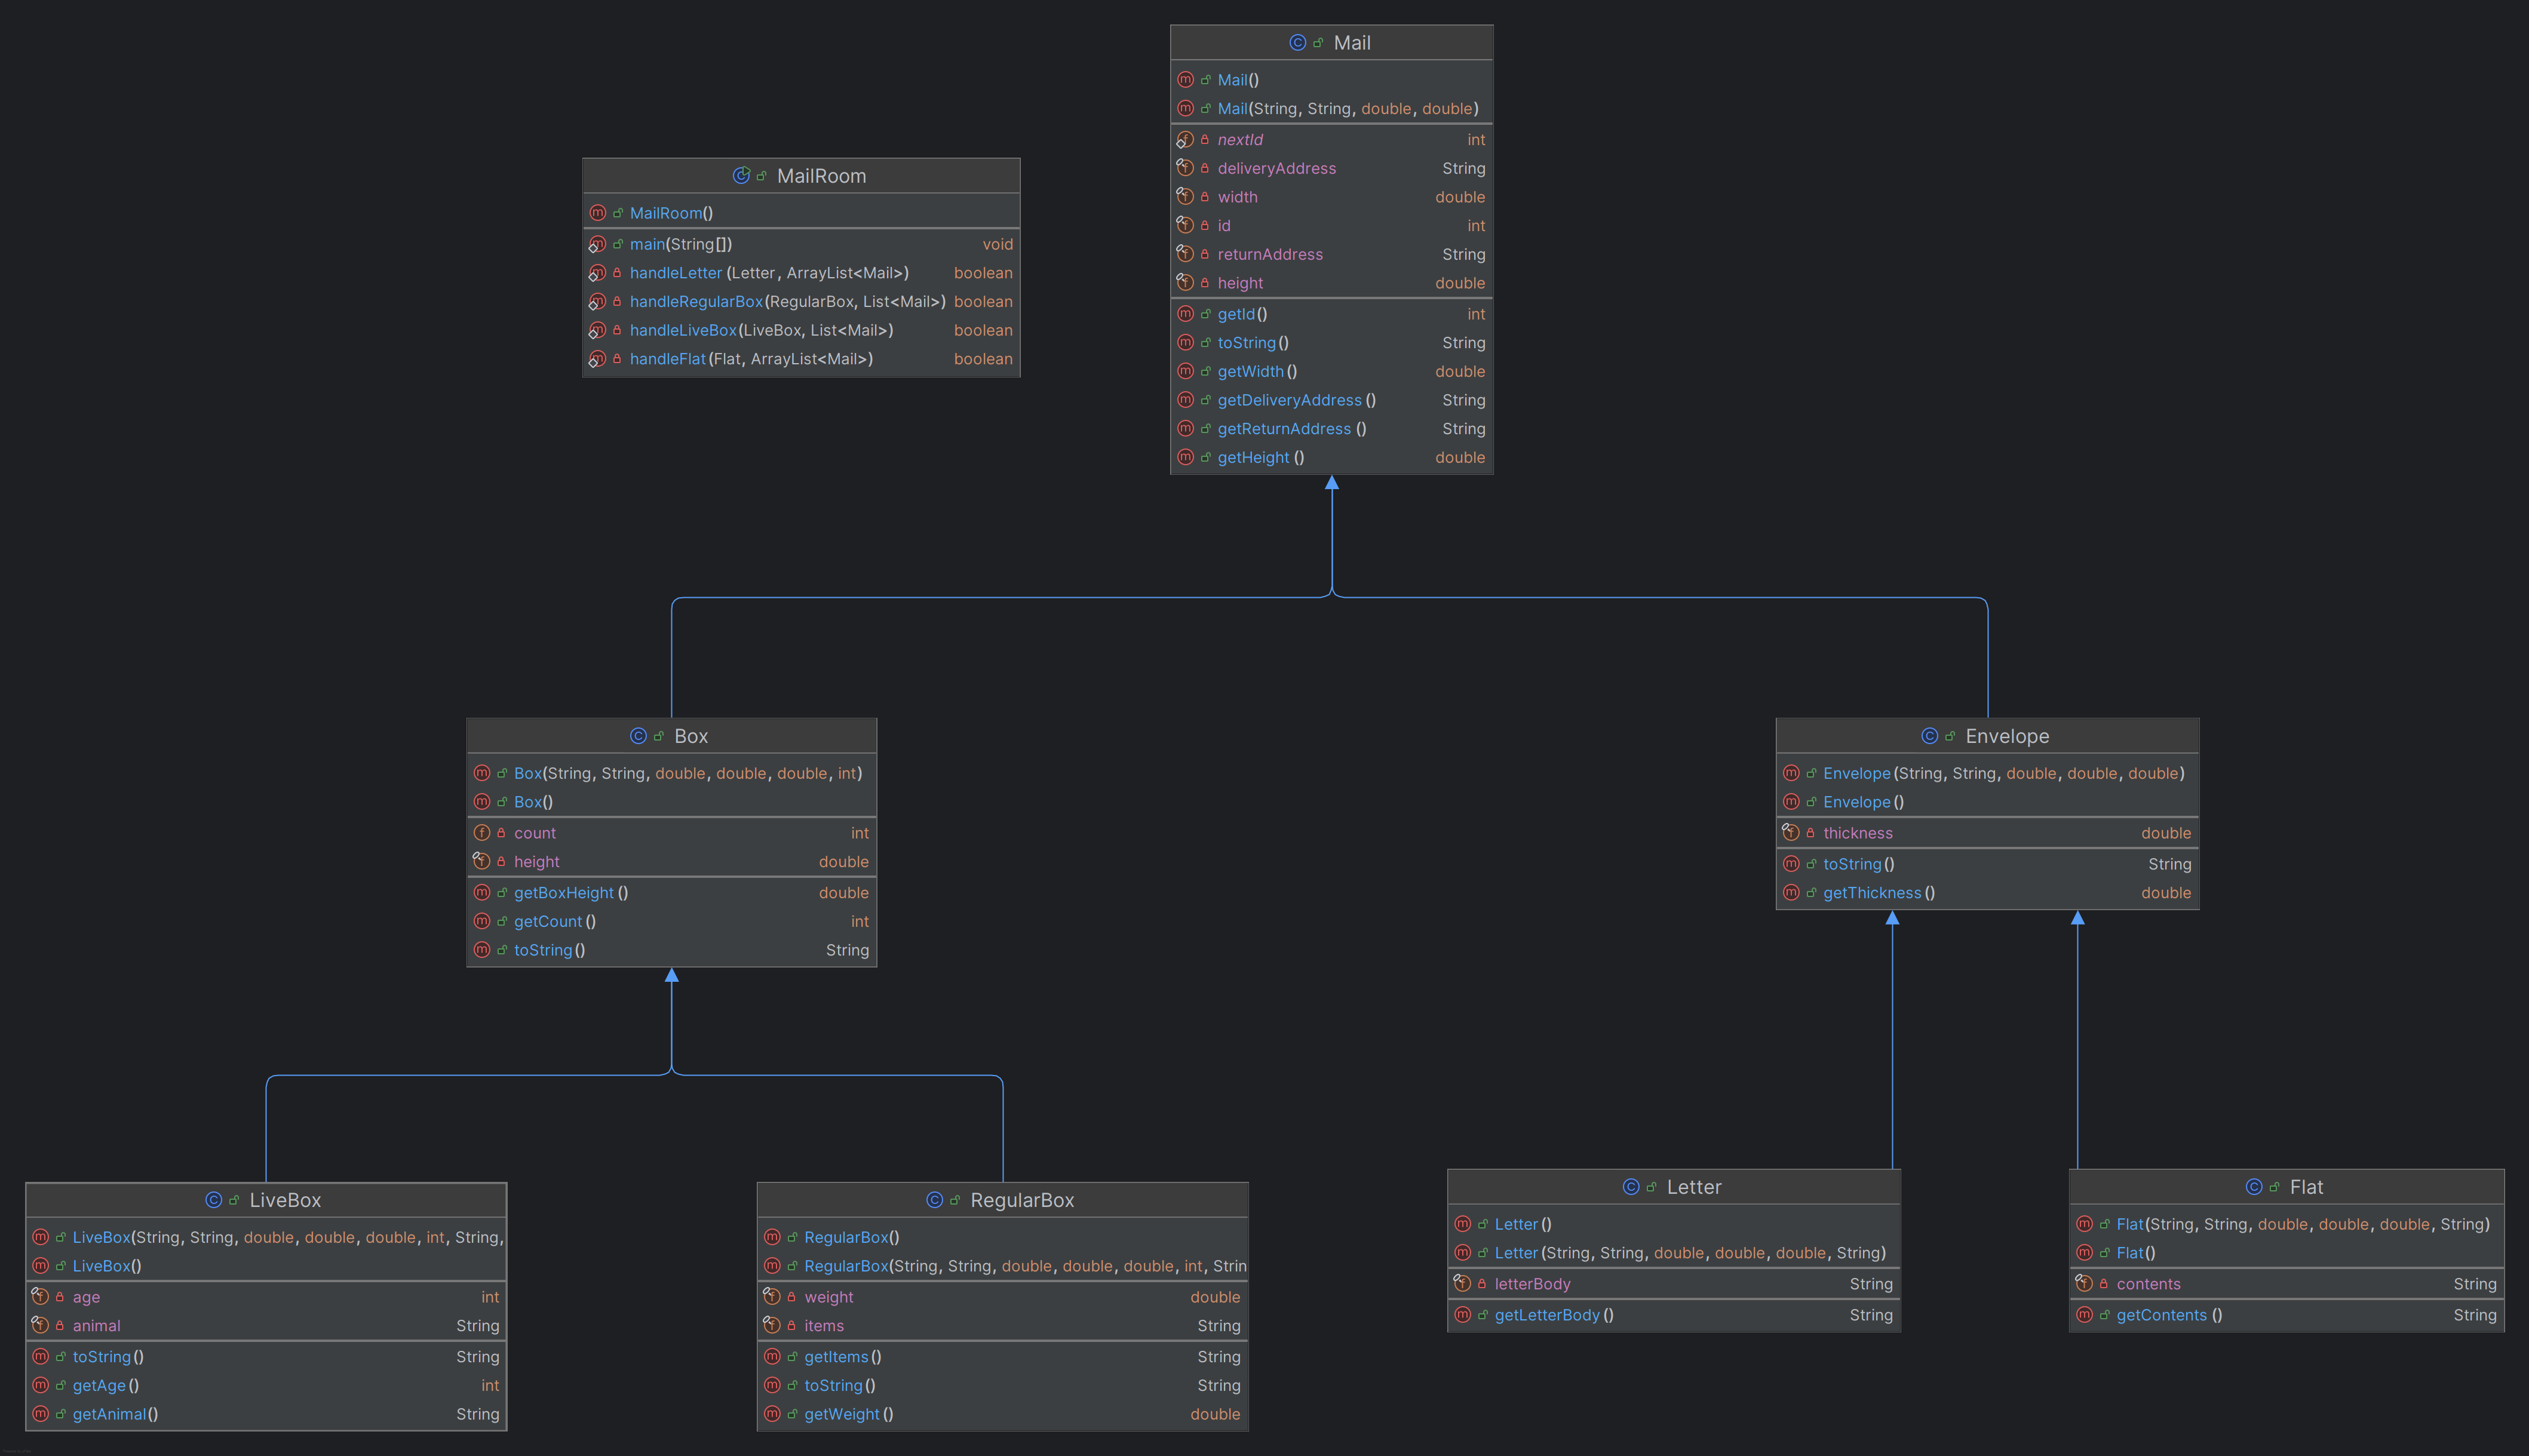 Mail
Mail()
Mail(String, String, double, double)
nextId int
deliveryAddress String
width double
id int
returnAddress String
height double
getId() int
toString() String
getWidth() double
getDeliveryAddress() String
getReturnAddress() String
getHeight() double
MailRoom
MailRoom()
main(String[]) void
handleLetter(Letter, ArrayList<Mail>) boolean
handleRegularBox(RegularBox, List<Mail>) boolean
handleLiveBox(LiveBox, List<Mail>) boolean
handleFlat(Flat, ArrayList<Mail>) boolean
Box
Box(String, String, double, double, double, int)
Box()
count int
height double
getBoxHeight() double
getCount() int
toString() String
Envelope
Envelope(String, String, double, double, double)
Envelope()
thickness double
toString() String
getThickness() double
LiveBox
LiveBox(String, String, double, double, double, int, String,
LiveBox()
age int
animal String
toString() String
getAge() int
getAnimal() String
RegularBox
RegularBox()
RegularBox(String, String, double, double, double, int, Strin
weight double
items String
getItems() String
toString() String
getWeight() double
Letter
Letter()
Letter(String, String, double, double, double, String)
letterBody String
getLetterBody() String
Flat
Flat(String, String, double, double, double, String)
Flat()
contents String
getContents() String